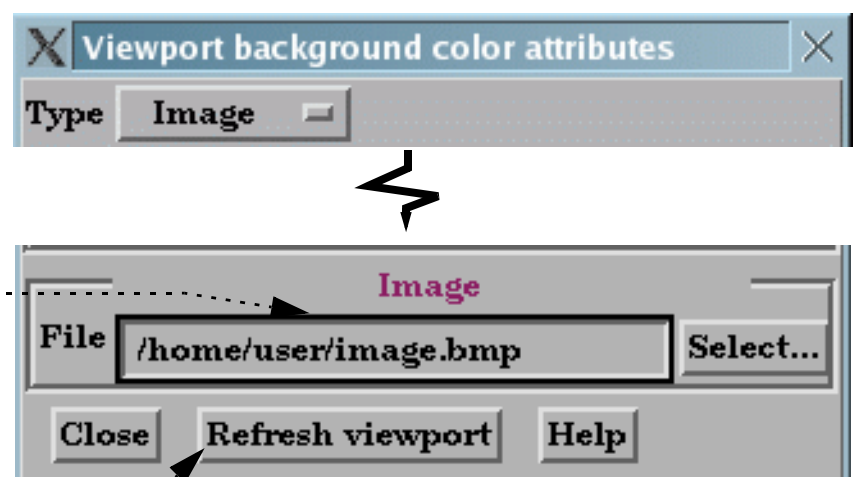 Viewport background color attributes
Type Image
Image
File /home/user/image.bmp Select...
Close Refresh viewport Help